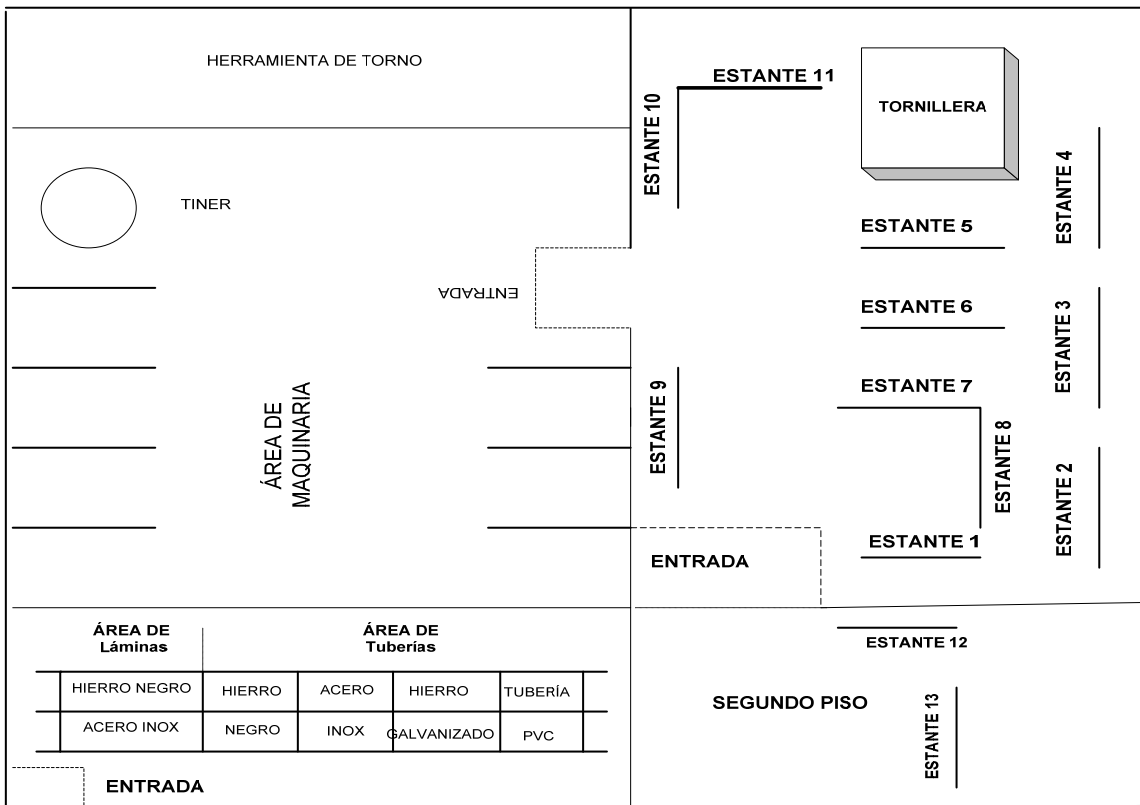 HERRAMIENTA DE TORNO
TINER
ENTRADA
ÁREA DE
MAQUINARIA
ÁREA DE
Láminas
ÁREA DE
Tuberías
HIERRO NEGRO
HIERRO
ACERO
HIERRO
TUBERÍA
ACERO INOX
NEGRO
INOX
GALVANIZADO
PVC
ENTRADA
ESTANTE 11
ESTANTE 10
TORNILLERA
ESTANTE 4
ESTANTE 5
ESTANTE 6
ESTANTE 3
ESTANTE 7
ESTANTE 9
ESTANTE 8
ESTANTE 2
ESTANTE 1
ENTRADA
ESTANTE 12
SEGUNDO PISO
ESTANTE 13